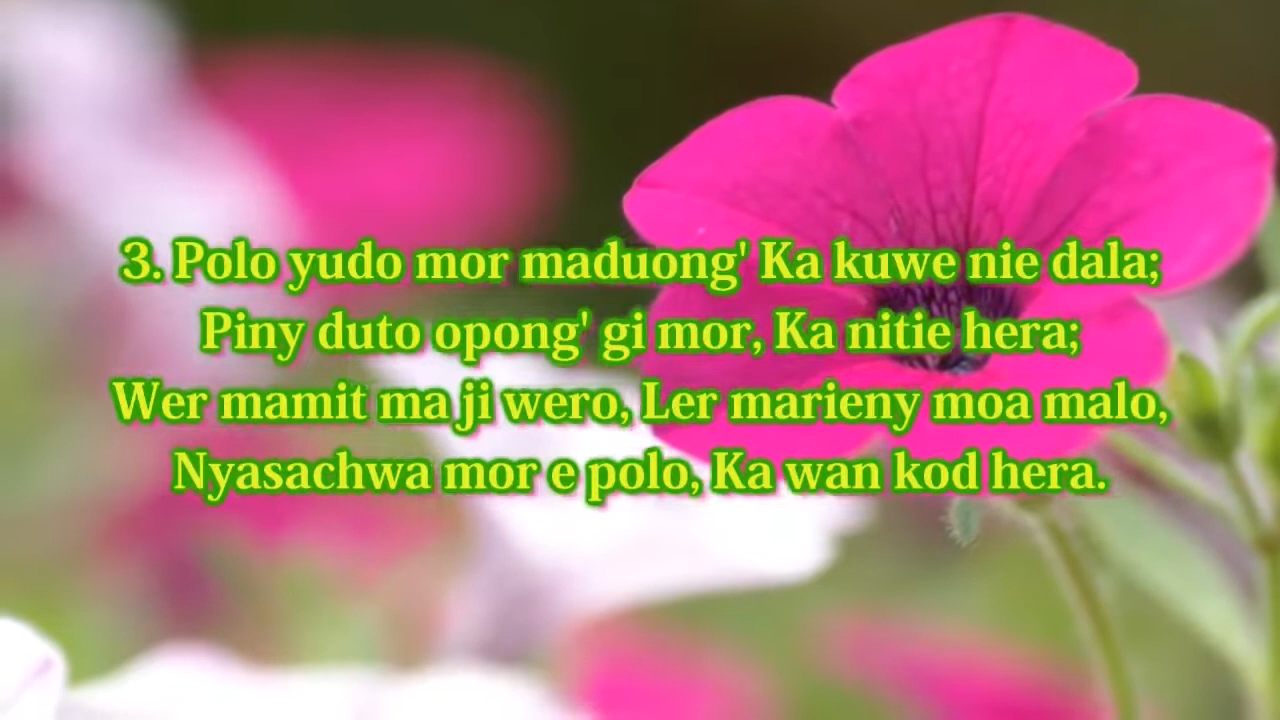 3. Polo yudo mor maduong' Ka kuwe nie dala;
Piny duto opong' gi mor, Ka nitie hera;
Wer mamit ma ji wero, Ler marieny moa malo,
Nyasachwa mor e polo, Ka wan kod hera.